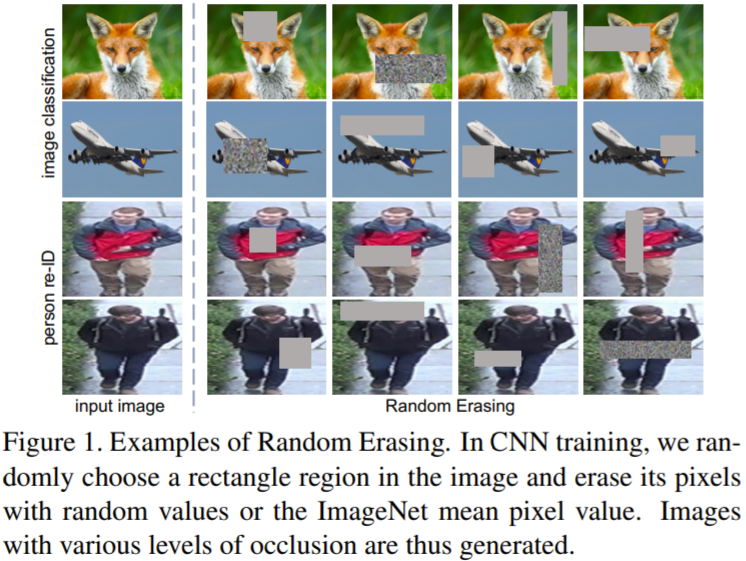 image classification
person re-ID
input image
Random Erasing
Figure 1. Examples of Random Erasing. In CNN training, we ran-
domly choose a rectangle region in the image and erase its pixels
with random values or the ImageNet mean pixel value. Images
with various levels of occlusion are thus generated.